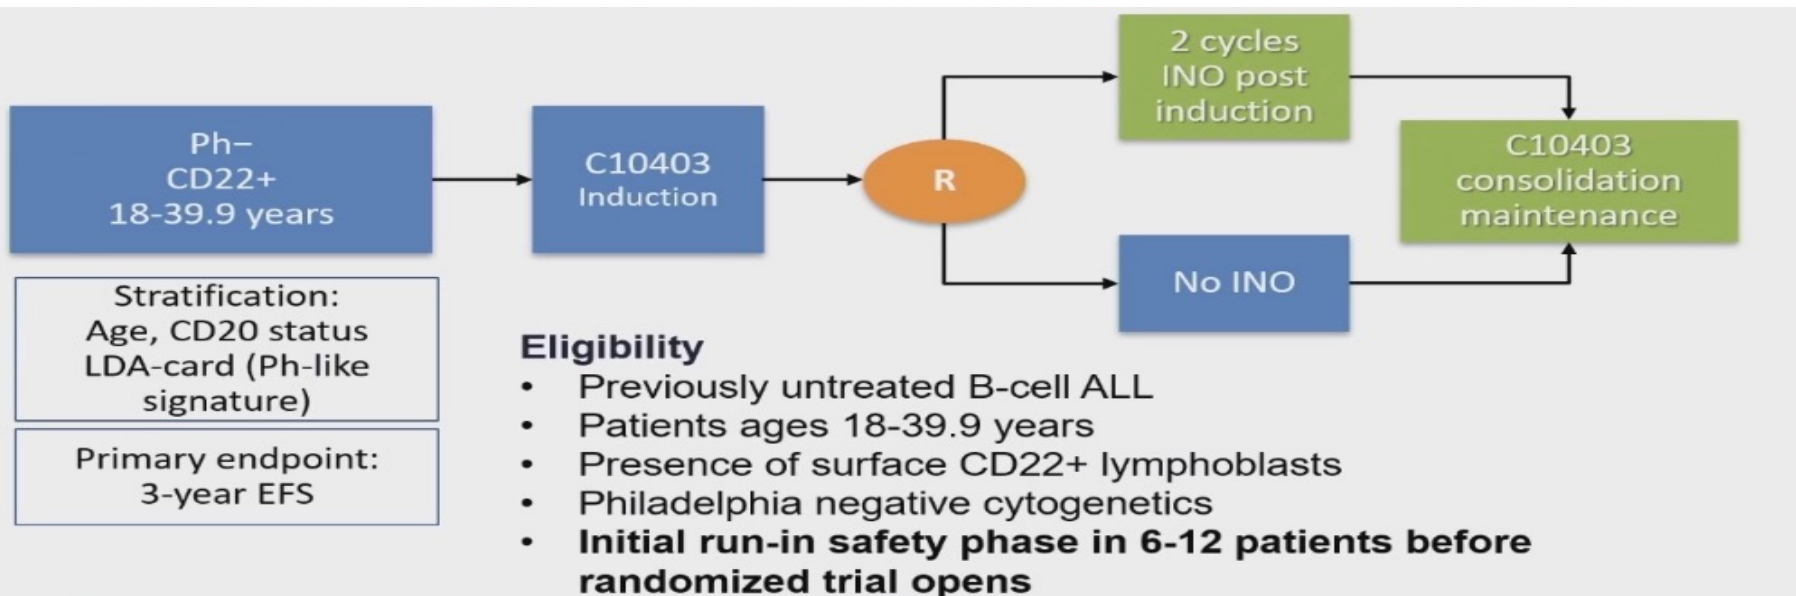 Ph–
CD22+
18-39.9 years
C10403
Induction
R
2 cycles
INO post
induction
No INO
C10403
consolidation
maintenance
Stratification:
Age, CD20 status
LDA-card (Ph-like
signature)
Primary endpoint:
3-year EFS
Eligibility
• Previously untreated B-cell ALL
• Patients ages 18-39.9 years
• Presence of surface CD22+ lymphoblasts
• Philadelphia negative cytogenetics
• Initial run-in safety phase in 6-12 patients before
randomized trial opens